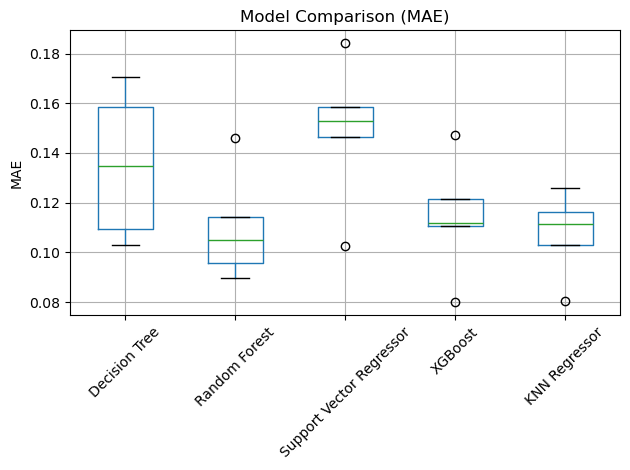 Model Comparison (MAE)
MAE
0.18
0.16
0.14
0.12
0.10
0.08
Decision Tree
Random Forest
Support Vector Regressor
XGBoost
KNN Regressor